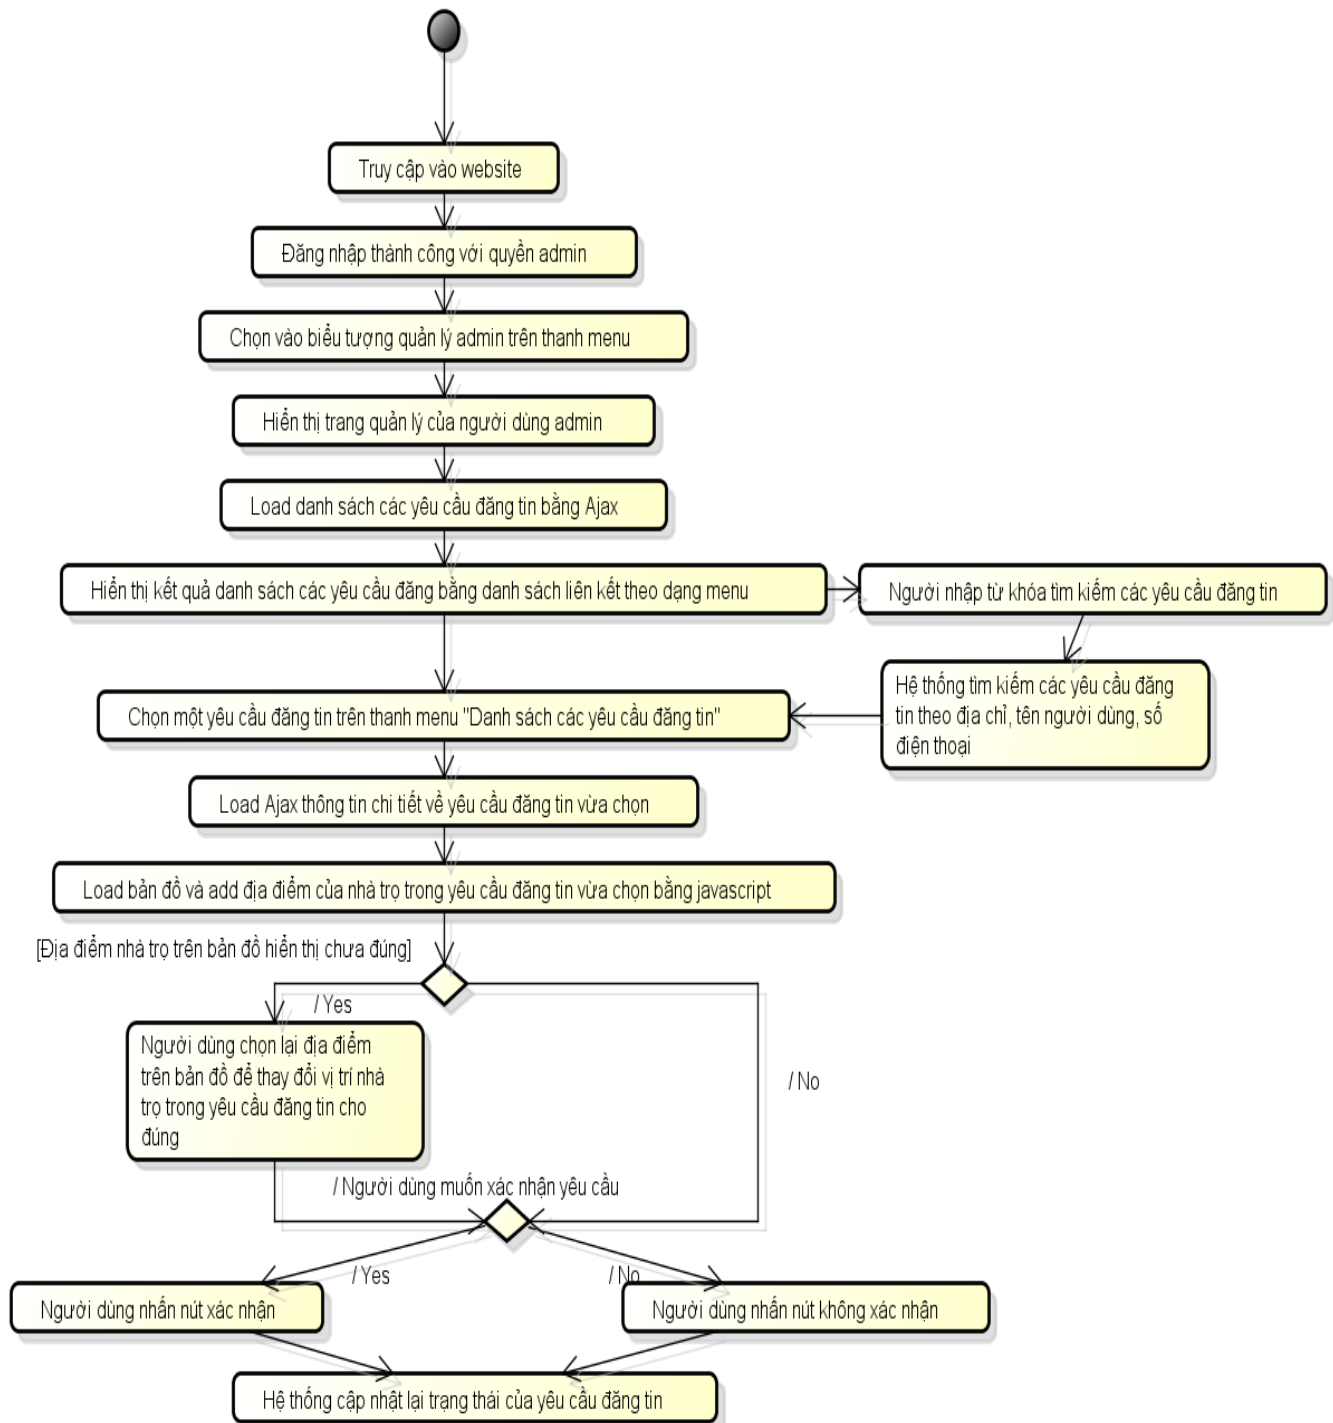 Truy cập vào website
Đăng nhập thành công với quyền admin
Chọn vào biểu tượng quản lý admin trên thanh menu
Hiển thị trang quản lý của người dùng admin
Load danh sách các yêu cầu đăng tin bằng Ajax
Hiển thị kết quả danh sách các yêu cầu đăng bằng danh sách liên kết theo dạng menu
Người nhập từ khóa tìm kiếm các yêu cầu đăng tin
Hệ thống tìm kiếm các yêu cầu đăng
tin theo địa chỉ, tên người dùng, số
điện thoại
Chọn một yêu cầu đăng tin trên thanh menu "Danh sách các yêu cầu đăng tin"
Load Ajax thông tin chi tiết về yêu cầu đăng tin vừa chọn
Load bản đồ và add địa điểm của nhà trọ trong yêu cầu đăng tin vừa chọn bằng javascript
[Địa điểm nhà trọ trên bản đồ hiển thị chưa đúng]
/ Yes
Người dùng chọn lại địa điểm
trên bản đồ để thay đổi vị trí nhà
trọ trong yêu cầu đăng tin cho
đúng
/ No
/ Người dùng muốn xác nhận yêu cầu
/ Yes
/ No
Người dùng nhấn nút xác nhận
Người dùng nhấn nút không xác nhận
Hệ thống cập nhật lại trạng thái của yêu cầu đăng tin